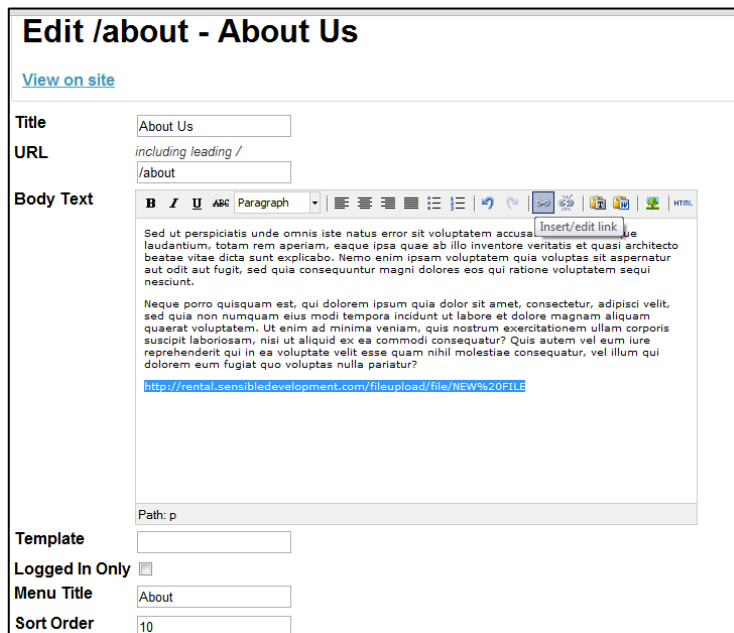 Edit /about - About Us
View on site
Title
About Us
URL
including leading /
/about
Body Text
B I U ABC Paragraph HTML
Insert/edit link
Sed ut perspiciatis unde omnis iste natus error sit voluptatem accusa ue
laudantium, totam rem aperiam, eaque ipsa quae ab illo inventore veritatis et quasi architecto
beatae vitae dicta sunt explicabo. Nemo enim ipsam voluptatem quia voluptas sit aspernatur
aut odit aut fugit, sed quia consequuntur magni dolores eos qui ratione voluptatem sequi
nesciunt.
Neque porro quisquam est, qui dolorem ipsum quia dolor sit amet, consectetur, adipisci velit,
sed quia non numquam eius modi tempora incidunt ut labore et dolore magnam aliquam
quaerat voluptatem. Ut enim ad minima veniam, quis nostrum exercitationem ullam corporis
suscipit laboriosam, nisi ut aliquid ex ea commodi consequatur? Quis autem vel eum iure
reprehenderit qui in ea voluptate velit esse quam nihil molestiae consequatur, vel illum qui
dolorem eum fugiat quo voluptas nulla pariatur?
http://rental.sensibledevelopment.com/fileupload/file/NEW%20FILE
Path: p
Template
Logged In Only
Menu Title
About
Sort Order
10